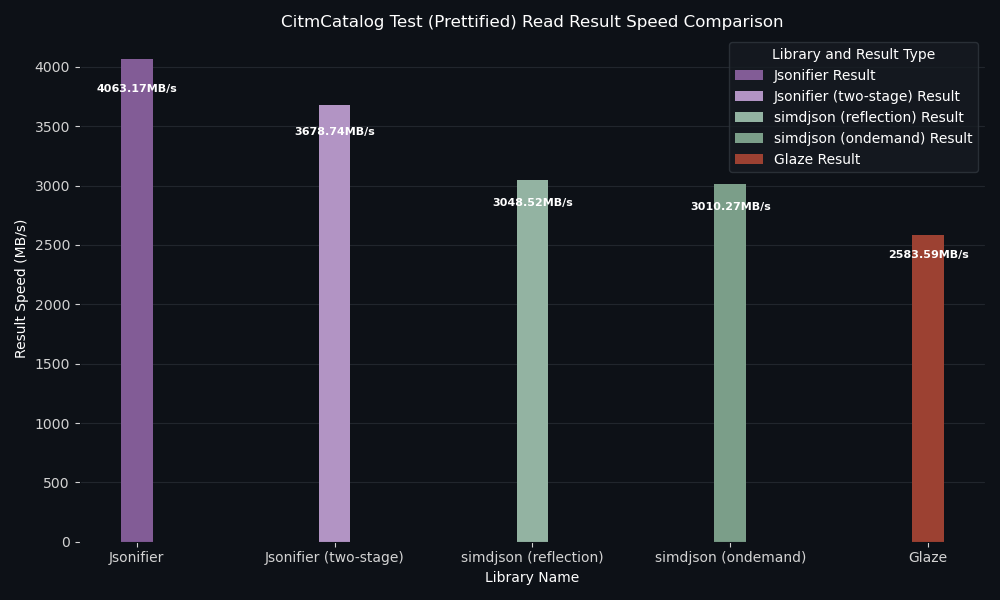 CitmCatalog Test (Prettified) Read Result Speed Comparison
Library and Result Type
Jsonifier Result
Jsonifier (two-stage) Result
simdjson (reflection) Result
simdjson (ondemand) Result
Glaze Result
Result Speed (MB/s)
4000
3500
3000
2500
2000
1500
1000
500
0
4063.17MB/s
3678.74MB/s
3048.52MB/s
3010.27MB/s
2583.59MB/s
Jsonifier
Jsonifier (two-stage)
simdjson (reflection)
simdjson (ondemand)
Glaze
Library Name